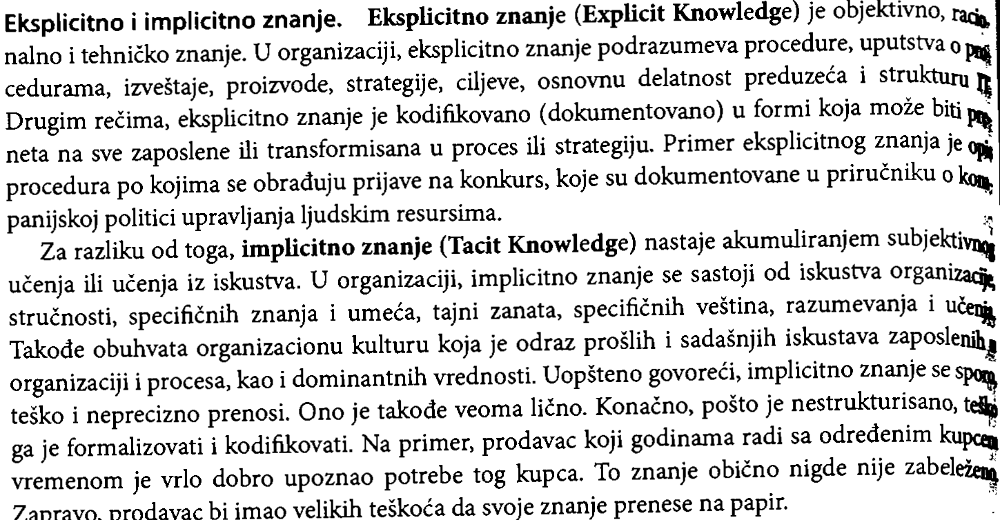 Eksplicitno i implicitno znanje. Eksplicitno znanje (Explicit Knowledge) je objektivno, racio-
nalno i tehničko znanje. U organizaciji, eksplicitno znanje podrazumeva procedure, uputstva o
cedurama, izveštaje, proizvode, strategije, ciljeve, osnovnu delatnost preduzeća i strukturu
Drugim rečima, eksplicitno znanje je kodifikovano (dokumentovano) u formi koja može biti
neta na sve zaposlene ili transformisana u proces ili strategiju. Primer eksplicitnog znanja je
procedura po kojima se obrađuju prijave na konkurs, koje su dokumentovane u priručniku o kom-
panijskoj politici upravljanja ljudskim resursima.
Za razliku od toga, implicitno znanje (Tacit Knowledge) nastaje akumuliranjem subjektivnog
učenja ili učenja iz iskustva. U organizaciji, implicitno znanje se sastoji od iskustva organizacije,
stručnosti, specifičnih znanja i umeća, tajni zanata, specifičnih veština, razumevanja i učenja.
Takođe obuhvata organizacionu kulturu koja je odraz prošlih i sadašnjih iskustava zaposlenih
organizaciji i procesa, kao i dominantnih vrednosti. Uopšteno govoreći, implicitno znanje se sporo,
teško i neprecizno prenosi. Ono je takođe veoma lično. Konačno, pošto je nestrukturisano, teško
ga je formalizovati i kodifikovati. Na primer, prodavac koji godinama radi sa određenim kupcem
vremenom je vrlo dobro upoznao potrebe tog kupca. To znanje obično nigde nije zabeleženo.
Zapravo, prodavac bi imao velikih teškoća da svoje znanje prenese na papir.